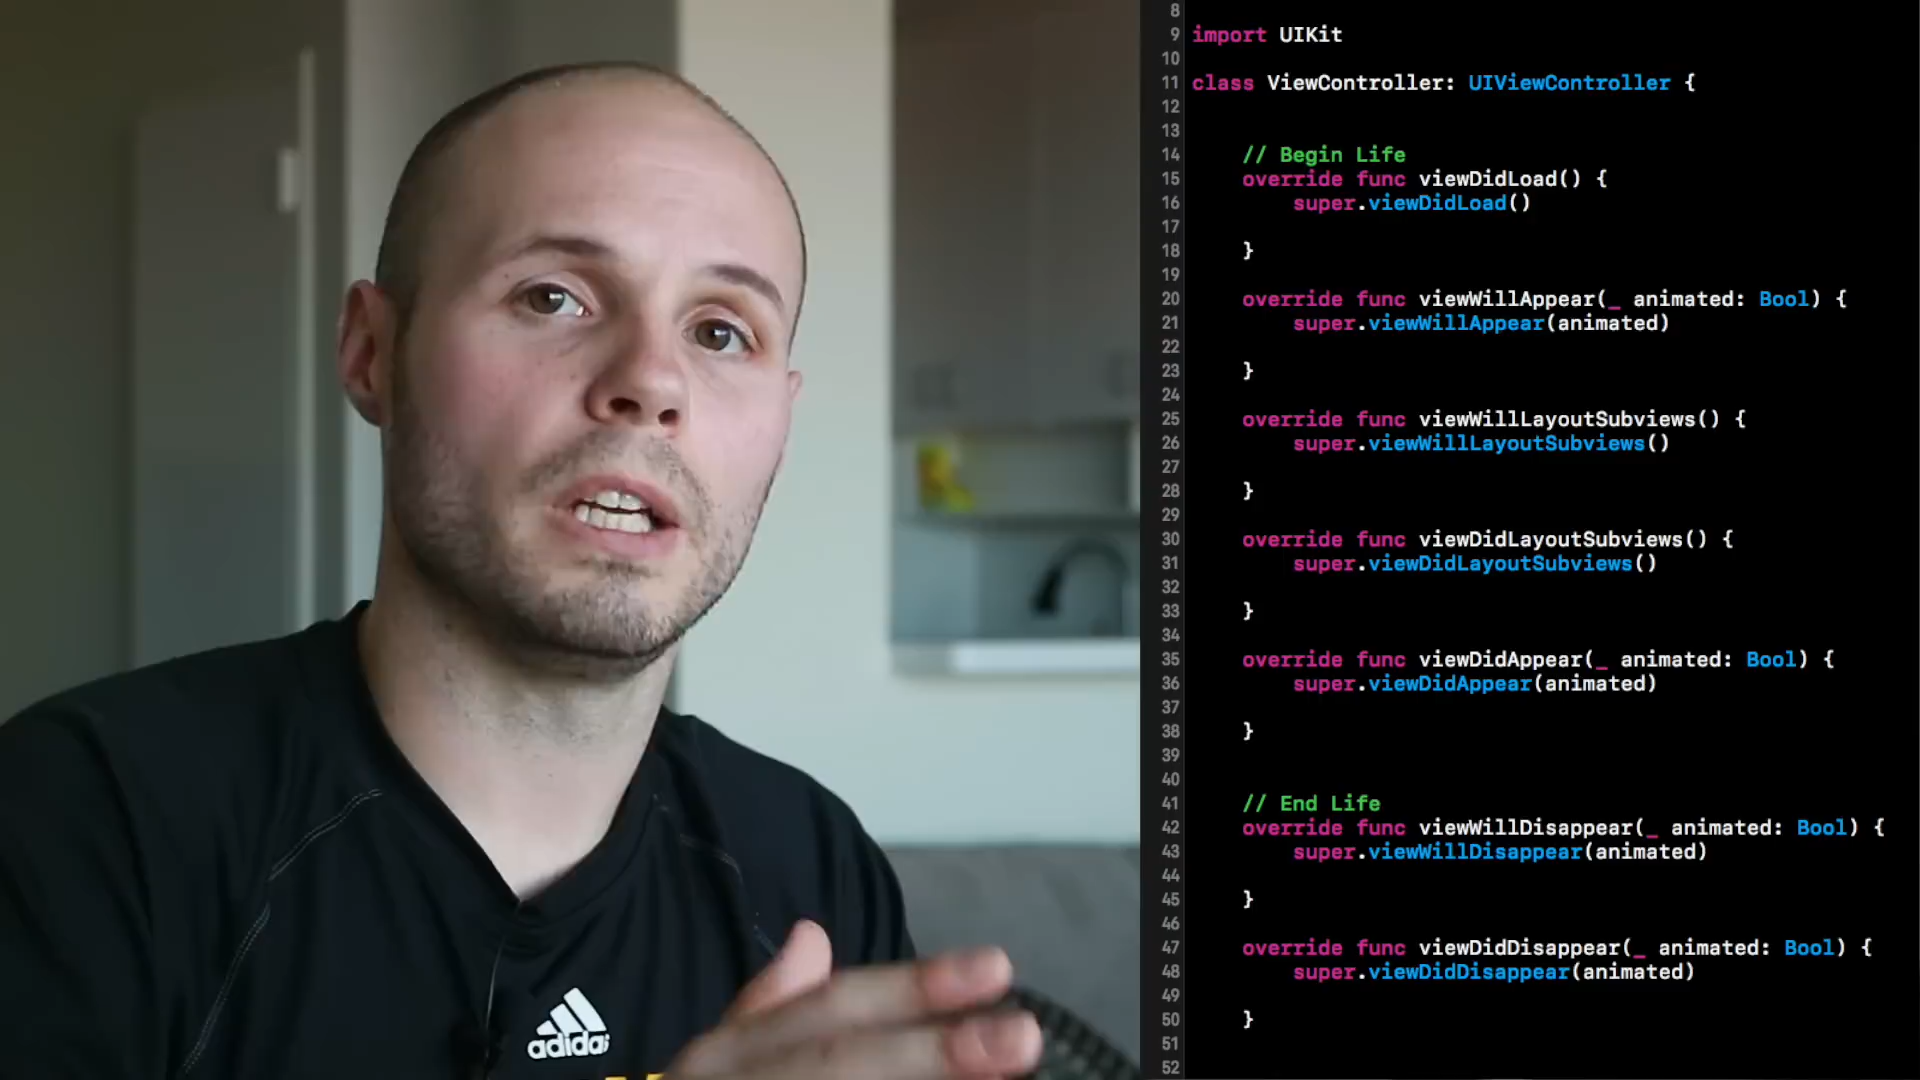 8
9 import UIKit
10
11 class ViewController: UIViewController {
12
13
14 // Begin Life
15 override func viewDidLoad() {
16 super.viewDidLoad()
17
18 }
19
20 override func viewWillAppear(_ animated: Bool) {
21 super.viewWillAppear(animated)
22
23 }
24
25 override func viewWillLayoutSubviews() {
26 super.viewWillLayoutSubviews()
27
28 }
29
30 override func viewDidLayoutSubviews() {
31 super.viewDidLayoutSubviews()
32
33 }
34
35 override func viewDidAppear(_ animated: Bool) {
36 super.viewDidAppear(animated)
37
38 }
39
40
41 // End Life
42 override func viewWillDisappear(_ animated: Bool) {
43 super.viewWillDisappear(animated)
44
45 }
46
47 override func viewDidDisappear(_ animated: Bool) {
48 super.viewDidDisappear(animated)
49
50 }
51
52
adidas